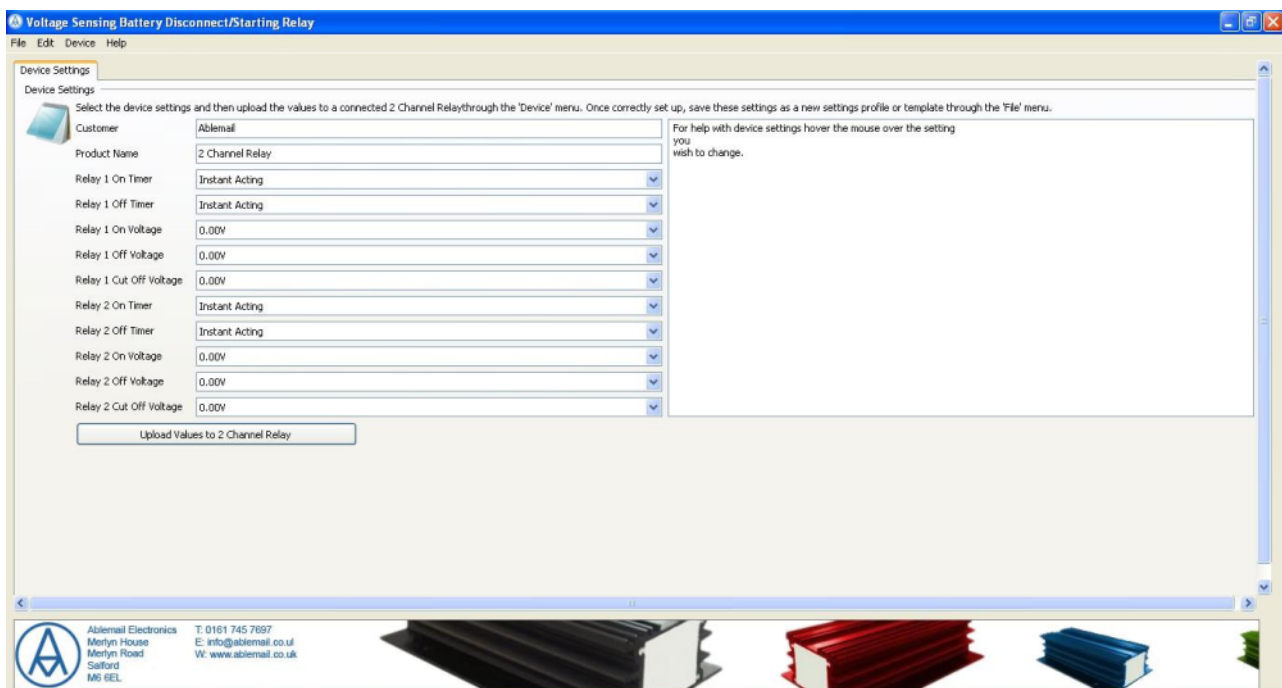 Voltage Sensing Battery Disconnect/Starting Relay
File Edit Device Help
Device Settings
Device Settings
Select the device settings and then upload the values to a connected 2 Channel Relaythrough the 'Device' menu. Once correctly set up, save these settings as a new settings profile or template through the 'File' menu.
Customer Ablemail
For help with device settings hover the mouse over the setting
you
wish to change.
Product Name 2 Channel Relay
Relay 1 On Timer Instant Acting
Relay 1 Off Timer Instant Acting
Relay 1 On Voltage 0.00V
Relay 1 Off Voltage 0.00V
Relay 1 Cut Off Voltage 0.00V
Relay 2 On Timer Instant Acting
Relay 2 Off Timer Instant Acting
Relay 2 On Voltage 0.00V
Relay 2 Off Voltage 0.00V
Relay 2 Cut Off Voltage 0.00V
Upload Values to 2 Channel Relay
Ablemail Electronics
Merlyn House
Merlyn Road
Salford
M6 6EL
T: 0161 745 7697
E: info@ablemail.co.ul
W: www.ablemail.co.uk